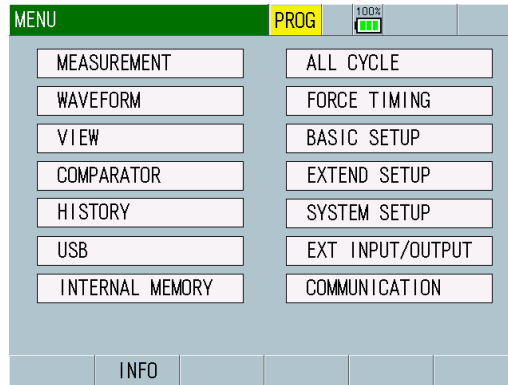 MENU
PROG
100%
MEASUREMENT
WAVEFORM
VIEW
COMPARATOR
HISTORY
USB
INTERNAL MEMORY
ALL CYCLE
FORCE TIMING
BASIC SETUP
EXTEND SETUP
SYSTEM SETUP
EXT INPUT/OUTPUT
COMMUNICATION
INFO